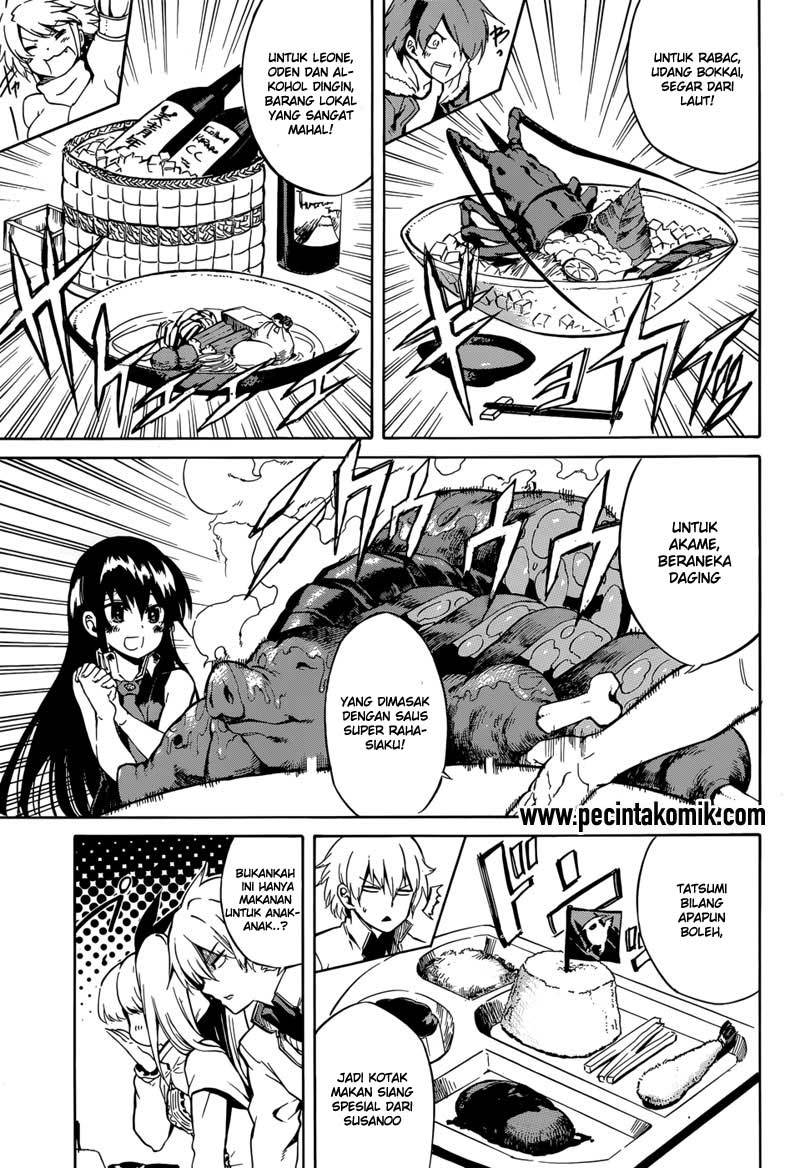 UNTUK RABAC,
UDANG BOKKAI,
SEGAR DARI
LAUT!
UNTUK LEONE,
ODEN DAN AL-
KOHOL DINGIN,
BARANG LOKAL
YANG SANGAT
MAHAL!
UNTUK
AKAME,
BERANEKA
DAGING
YANG DIMASAK
DENGAN SAUS
SUPER RAHA-
SIAKU!
www.pecintakomik.com
TATSUMI
BILANG
APAPUN
BOLEH,
JADI KOTAK
MAKAN SIANG
SPESIAL DARI
SUSANOO
BUKANKAH
INI HANYA
MAKANAN
UNTUK ANAK-
ANAK..?